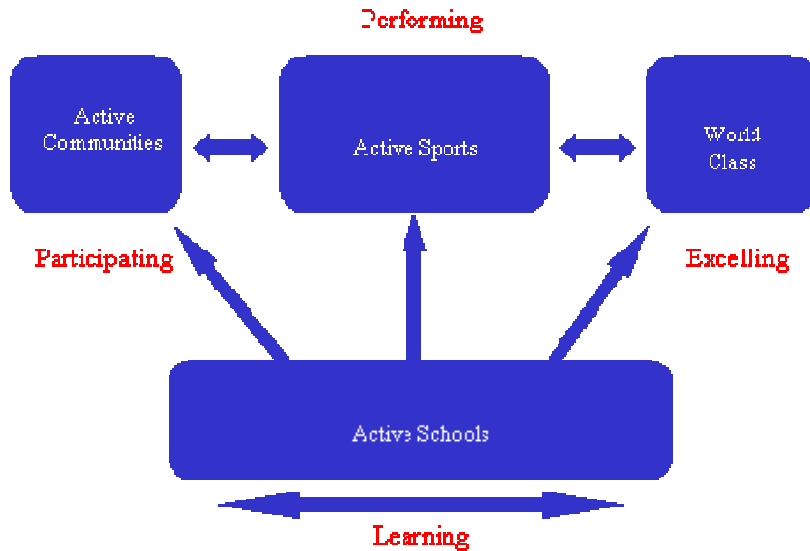 Performing
Active
Communities
Active Sports
World
Class
Participating
Excelling
Active Schools
Learning